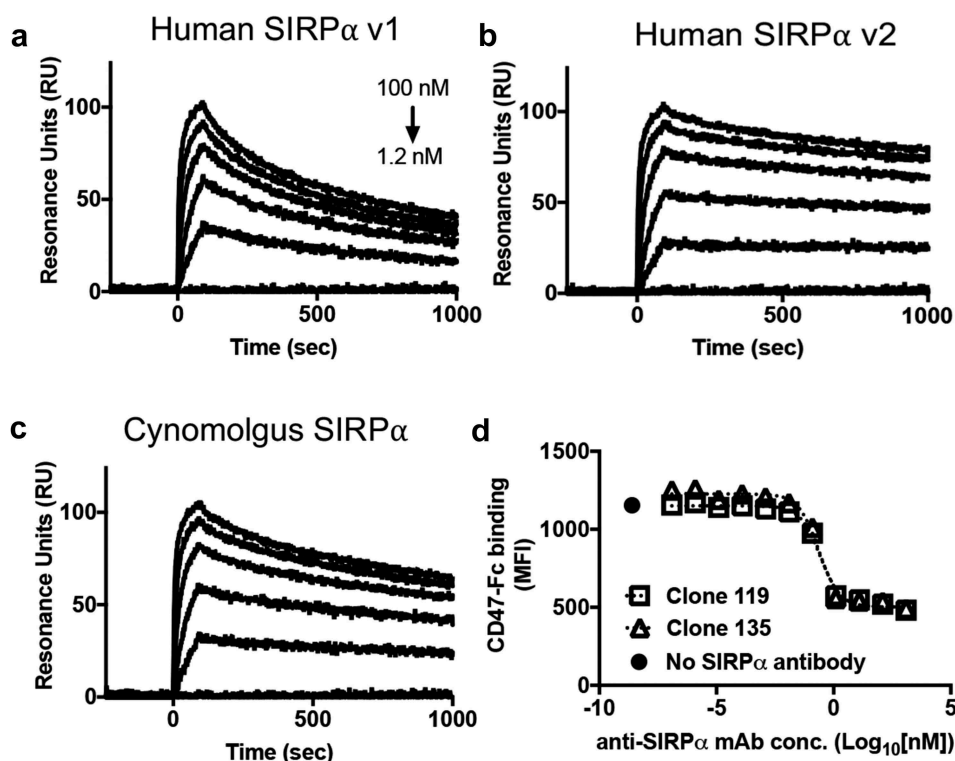 a
Human SIRPα v1
Resonance Units (RU)
100
50
0
100 nM
1.2 nM
0
500
1000
Time (sec)
b
Human SIRPα v2
Resonance Units (RU)
100
50
0
0
500
1000
Time (sec)
c
Cynomolgus SIRPα
Resonance Units (RU)
100
50
0
0
500
1000
Time (sec)
d
CD47-Fc binding
(MFI)
1500
1000
500
0
Clone 119
Clone 135
No SIRPα antibody
-10
-5
0
5
anti-SIRPα mAb conc. (Log10[nM])